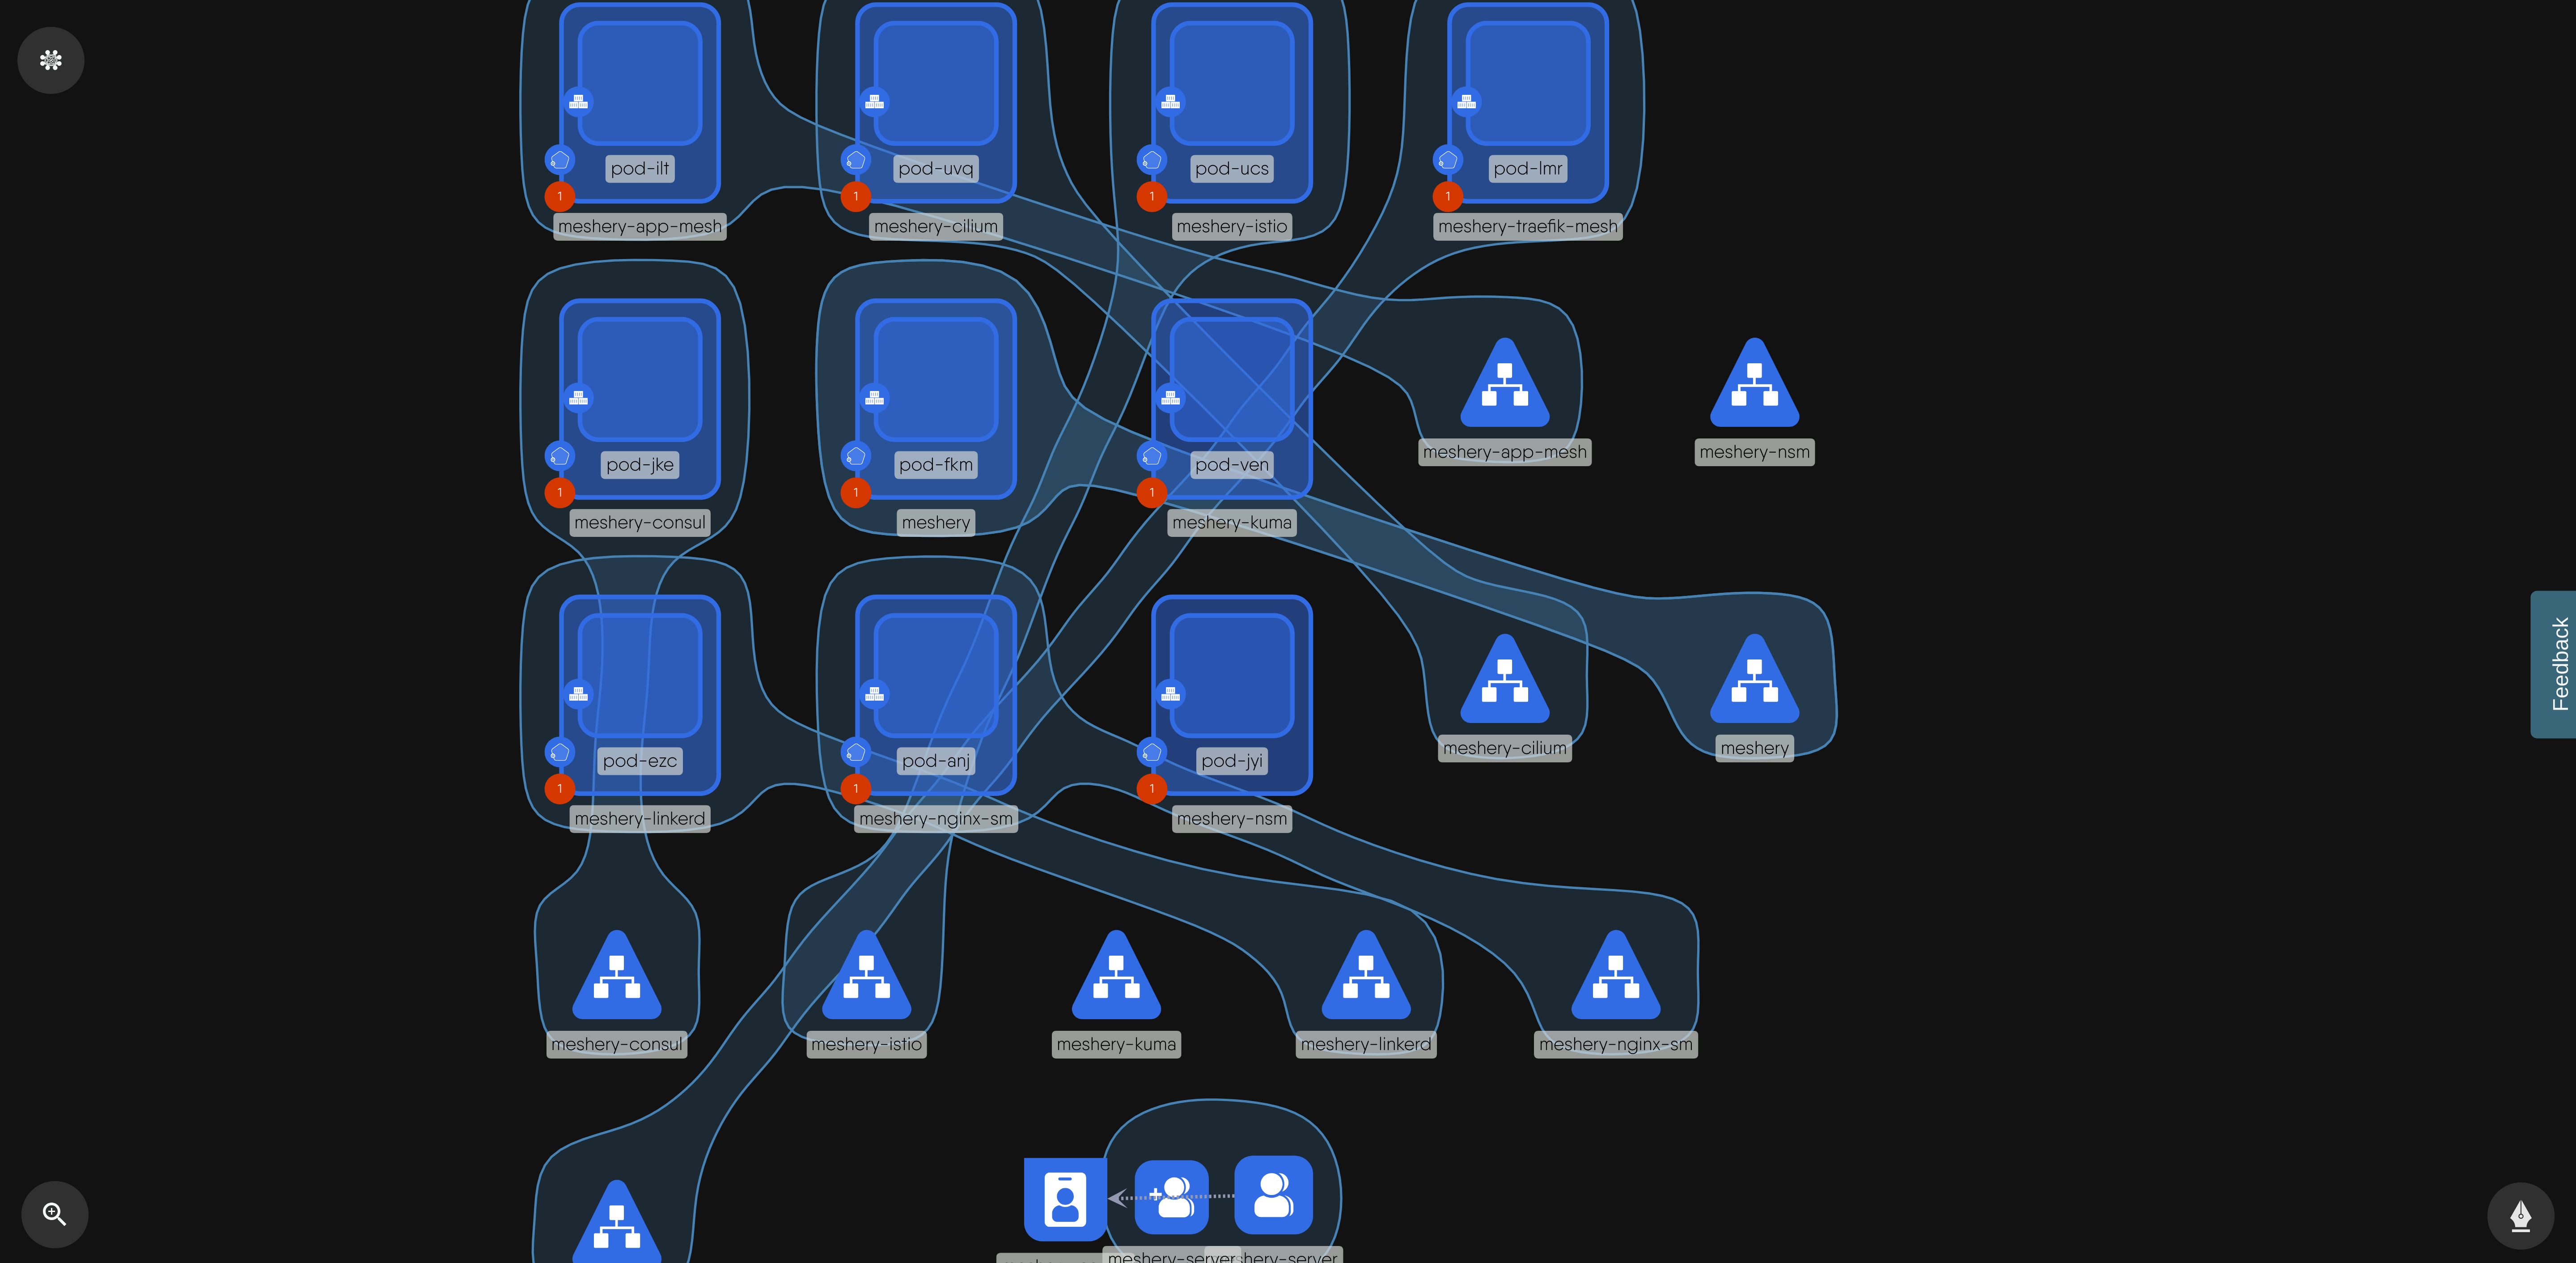 pod-ilt
pod-uvq
pod-ucs
pod-lmr
1
1
1
1
meshery-app-mesh
meshery-cilium
meshery-istio
meshery-traefik-mesh
pod-jke
pod-fkm
pod-ven
meshery-app-mesh
meshery-nsm
1
1
1
meshery-consul
meshery
meshery-kuma
Feedback
pod-ezc
pod-anj
pod-jyi
meshery-cilium
meshery
1
1
1
meshery-linkerd
meshery-nginx-sm
meshery-nsm
meshery-consul
meshery-istio
meshery-kuma
meshery-linkerd
meshery-nginx-sm
meshery-server